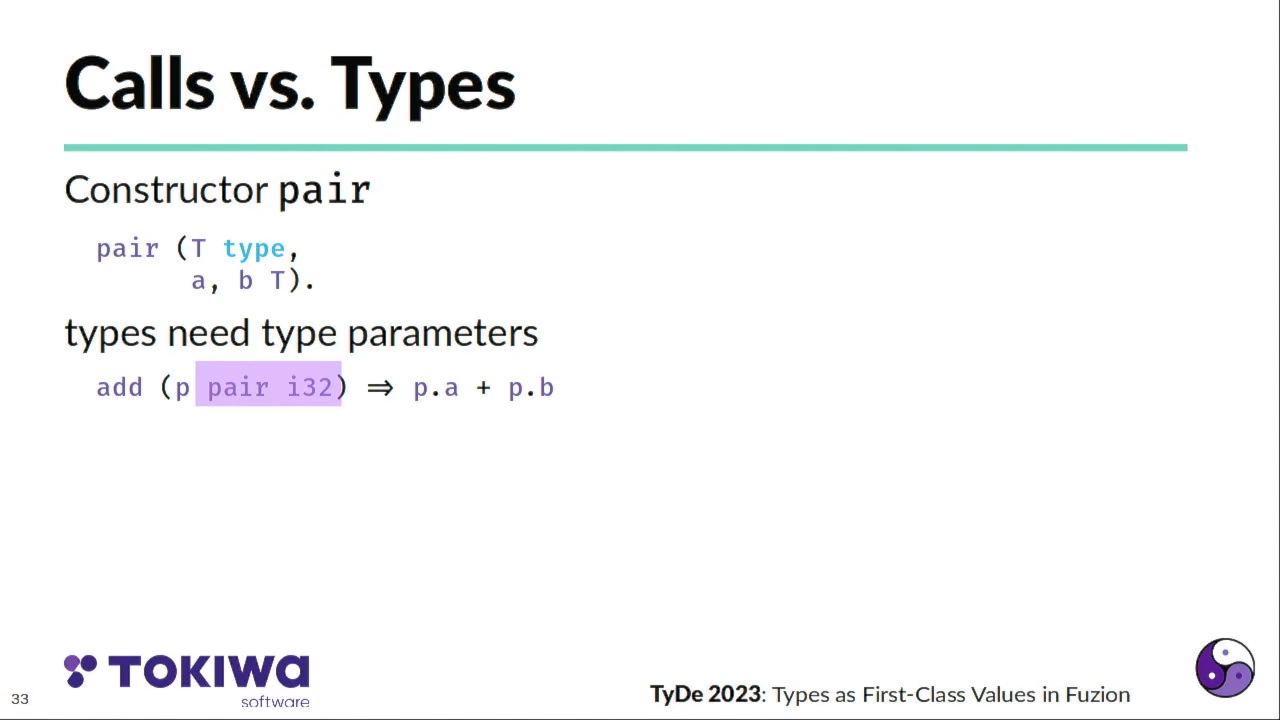 Calls vs. Types
Constructor pair
pair (T type,
a, b T).
types need type parameters
add (p pair i32) ⇒ p.a + p.b
33
TOKIWA
software
TyDe 2023: Types as First-Class Values in Fuzion